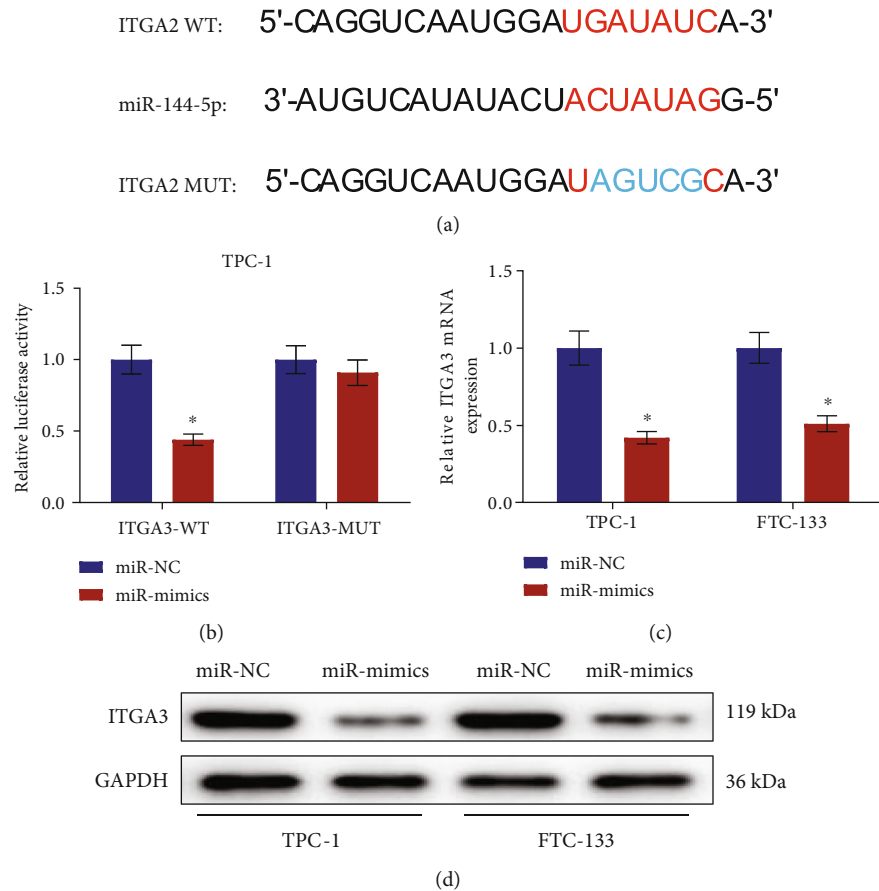 ITGA2 WT: 5'-CAGGUCAAUGGAUGAUAUCA-3'
miR-144-5p: 3'-AUGUCAUAUACUACUAUAGG-5'
ITGA2 MUT: 5'-CAGGUCAAUGGAUAGUCGCA-3'
(a)
TPC-1
Relative luciferase activity
1.5
1.0
0.5
0.0
*
ITGA3-WT ITGA3-MUT
miR-NC
miR-mimics
(b)
Relative ITGA3 mRNA
expression
1.5
1.0
0.5
0.0
* *
TPC-1 FTC-133
miR-NC
miR-mimics
(c)
miR-NC miR-mimics miR-NC miR-mimics
ITGA3 119 kDa
GAPDH 36 kDa
TPC-1 FTC-133
(d)